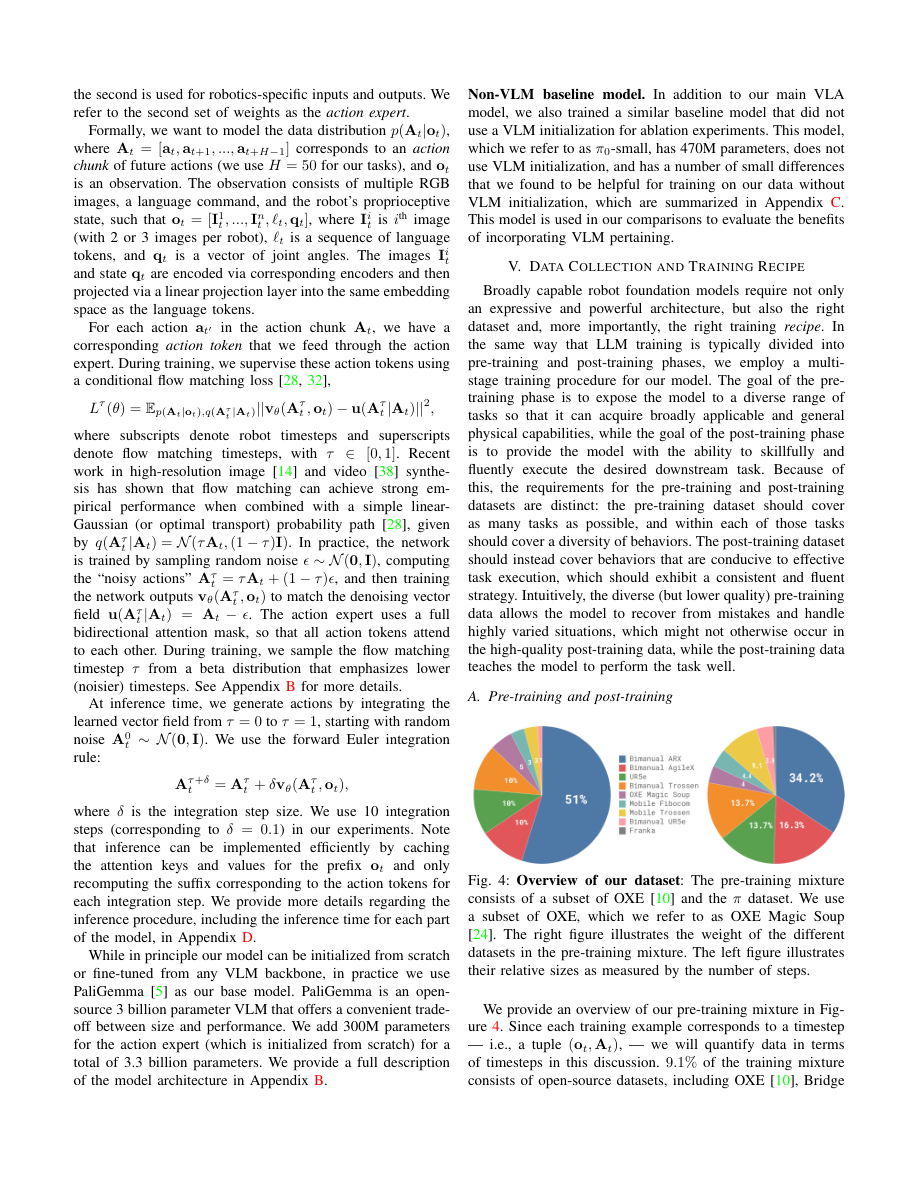 the second is used for robotics-specific inputs and outputs. We
refer to the second set of weights as the action expert.
Formally, we want to model the data distribution p(Aₜ|oₜ),
where Aₜ = [aₜ, aₜ₊₁, ..., aₜ₊H₋₁] corresponds to an action
chunk of future actions (we use H = 50 for our tasks), and oₜ
is an observation. The observation consists of multiple RGB
images, a language command, and the robot's proprioceptive
state, such that oₜ = [I¹ₜ, ..., Iⁿₜ, ℓₜ, qₜ], where Iⁱₜ is iᵗʰ image
(with 2 or 3 images per robot), ℓₜ is a sequence of language
tokens, and qₜ is a vector of joint angles. The images Iⁱₜ
and state qₜ are encoded via corresponding encoders and then
projected via a linear projection layer into the same embedding
space as the language tokens.
For each action aₜ′ in the action chunk Aₜ, we have a
corresponding action token that we feed through the action
expert. During training, we supervise these action tokens using
a conditional flow matching loss [28, 32],
L^τ(θ) = E_{p(Aₜ|oₜ),q(A^τₜ|Aₜ)}||v_θ(A^τₜ, oₜ) − u(A^τₜ|Aₜ)||²,
where subscripts denote robot timesteps and superscripts
denote flow matching timesteps, with τ ∈ [0, 1]. Recent
work in high-resolution image [14] and video [38] synthe-
sis has shown that flow matching can achieve strong em-
pirical performance when combined with a simple linear-
Gaussian (or optimal transport) probability path [28], given
by q(A^τₜ|Aₜ) = N(τAₜ, (1 − τ)I). In practice, the network
is trained by sampling random noise ϵ ∼ N(0, I), computing
the “noisy actions” A^τₜ = τAₜ + (1 − τ)ϵ, and then training
the network outputs v_θ(A^τₜ, oₜ) to match the denoising vector
field u(A^τₜ|Aₜ) = Aₜ − ϵ. The action expert uses a full
bidirectional attention mask, so that all action tokens attend
to each other. During training, we sample the flow matching
timestep τ from a beta distribution that emphasizes lower
(noisier) timesteps. See Appendix B for more details.
At inference time, we generate actions by integrating the
learned vector field from τ = 0 to τ = 1, starting with random
noise A⁰ₜ ∼ N(0, I). We use the forward Euler integration
rule:
A^{τ+δ}ₜ = A^τₜ + δv_θ(A^τₜ, oₜ),
where δ is the integration step size. We use 10 integration
steps (corresponding to δ = 0.1) in our experiments. Note
that inference can be implemented efficiently by caching
the attention keys and values for the prefix oₜ and only
recomputing the suffix corresponding to the action tokens for
each integration step. We provide more details regarding the
inference procedure, including the inference time for each part
of the model, in Appendix D.
While in principle our model can be initialized from scratch
or fine-tuned from any VLM backbone, in practice we use
PaliGemma [5] as our base model. PaliGemma is an open-
source 3 billion parameter VLM that offers a convenient trade-
off between size and performance. We add 300M parameters
for the action expert (which is initialized from scratch) for a
total of 3.3 billion parameters. We provide a full description
of the model architecture in Appendix B.
Non-VLM baseline model. In addition to our main VLA
model, we also trained a similar baseline model that did not
use a VLM initialization for ablation experiments. This model,
which we refer to as π₀-small, has 470M parameters, does not
use VLM initialization, and has a number of small differences
that we found to be helpful for training on our data without
VLM initialization, which are summarized in Appendix C.
This model is used in our comparisons to evaluate the benefits
of incorporating VLM pertaining.
V. DATA COLLECTION AND TRAINING RECIPE
Broadly capable robot foundation models require not only
an expressive and powerful architecture, but also the right
dataset and, more importantly, the right training recipe. In
the same way that LLM training is typically divided into
pre-training and post-training phases, we employ a multi-
stage training procedure for our model. The goal of the pre-
training phase is to expose the model to a diverse range of
tasks so that it can acquire broadly applicable and general
physical capabilities, while the goal of the post-training phase
is to provide the model with the ability to skillfully and
fluently execute the desired downstream task. Because of
this, the requirements for the pre-training and post-training
datasets are distinct: the pre-training dataset should cover
as many tasks as possible, and within each of those tasks
should cover a diversity of behaviors. The post-training dataset
should instead cover behaviors that are conducive to effective
task execution, which should exhibit a consistent and fluent
strategy. Intuitively, the diverse (but lower quality) pre-training
data allows the model to recover from mistakes and handle
highly varied situations, which might not otherwise occur in
the high-quality post-training data, while the post-training data
teaches the model to perform the task well.
A. Pre-training and post-training
51%
10%
10%
10%
5
3
Bimanual ARX
Bimanual AgileX
UR5e
Bimanual Trossen
OXE Magic Soup
Mobile Fibocom
Mobile Trossen
Bimanual UR5e
Franka
34.2%
16.3%
13.7%
13.7%
4
4.4
9.1
Fig. 4: Overview of our dataset: The pre-training mixture
consists of a subset of OXE [10] and the π dataset. We use
a subset of OXE, which we refer to as OXE Magic Soup
[24]. The right figure illustrates the weight of the different
datasets in the pre-training mixture. The left figure illustrates
their relative sizes as measured by the number of steps.
We provide an overview of our pre-training mixture in Fig-
ure 4. Since each training example corresponds to a timestep
— i.e., a tuple (oₜ, Aₜ), — we will quantify data in terms
of timesteps in this discussion. 9.1% of the training mixture
consists of open-source datasets, including OXE [10], Bridge